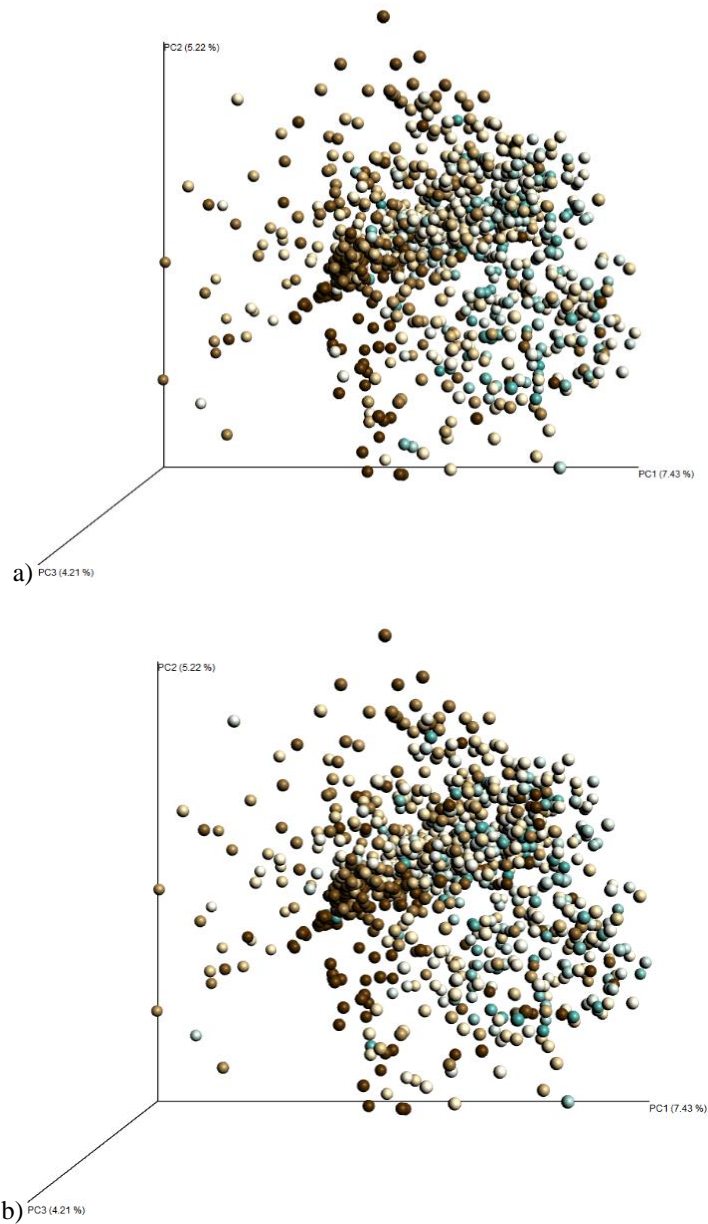 PC2 (5.22 %)
PC1 (7.43 %)
a) PC3 (4.21 %)
PC2 (5.22 %)
PC1 (7.43 %)
b) PC3 (4.21 %)